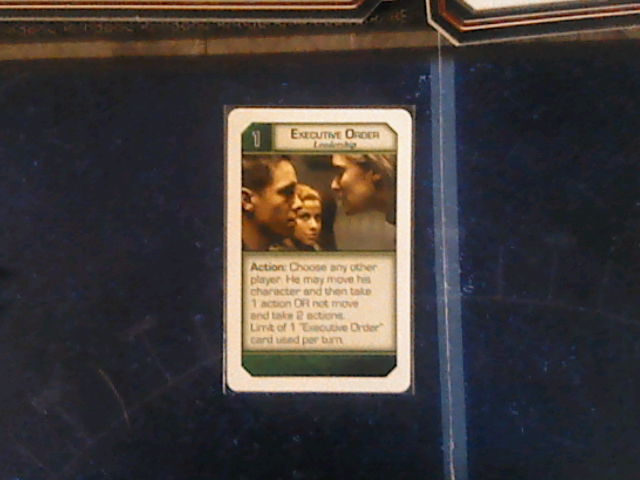 1
Executive Order
Leadership
Action: Choose any other
player. He may move his
character and then take
1 action OR not move
and take 2 actions.
Limit of 1 "Executive Order"
card used per turn.